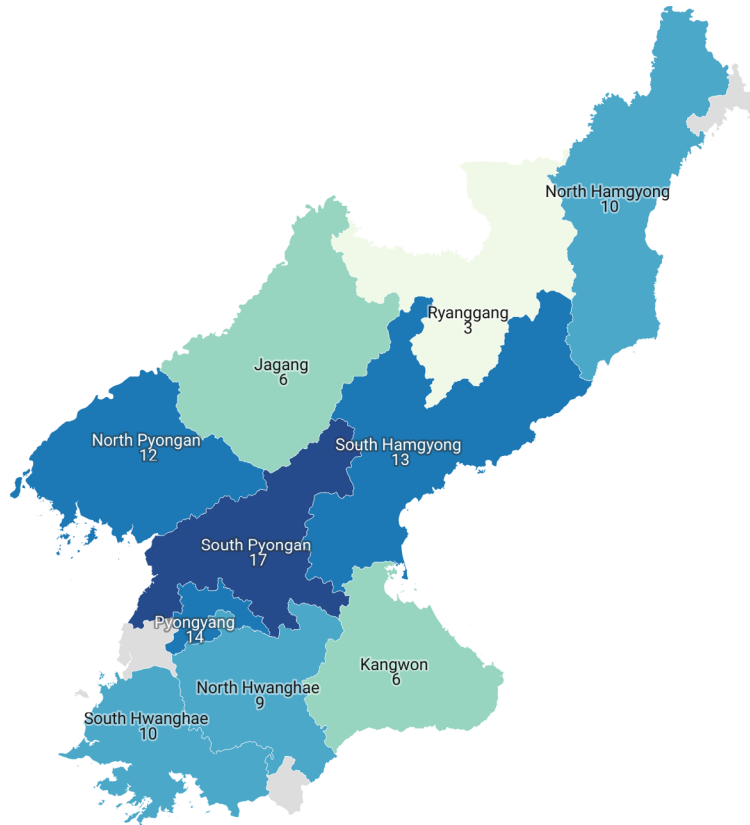 North Hamgyong
10
Ryanggang
3
Jagang
6
North Pyongan
12
South Hamgyong
13
South Pyongan
17
Pyongyang
14
Kangwon
6
North Hwanghae
9
South Hwanghae
10